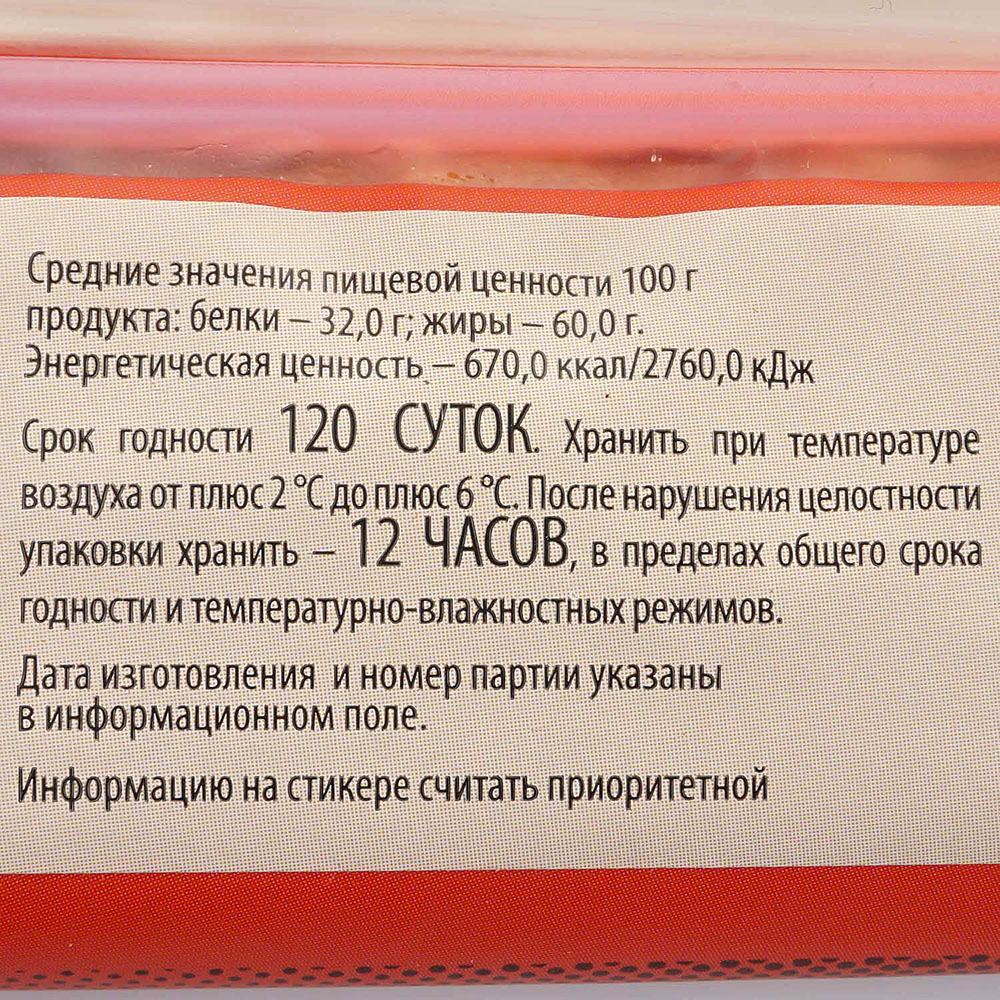 Средние значения пищевой ценности 100 г
продукта: белки – 32,0 г; жиры – 60,0 г.
Энергетическая ценность – 670,0 ккал/2760,0 кДж
Срок годности 120 СУТОК. Хранить при температуре
воздуха от плюс 2 °С до плюс 6 °С. После нарушения целостности
упаковки хранить – 12 ЧАСОВ, в пределах общего срока
годности и температурно-влажностных режимов.
Дата изготовления и номер партии указаны
в информационном поле.
Информацию на стикере считать приоритетной